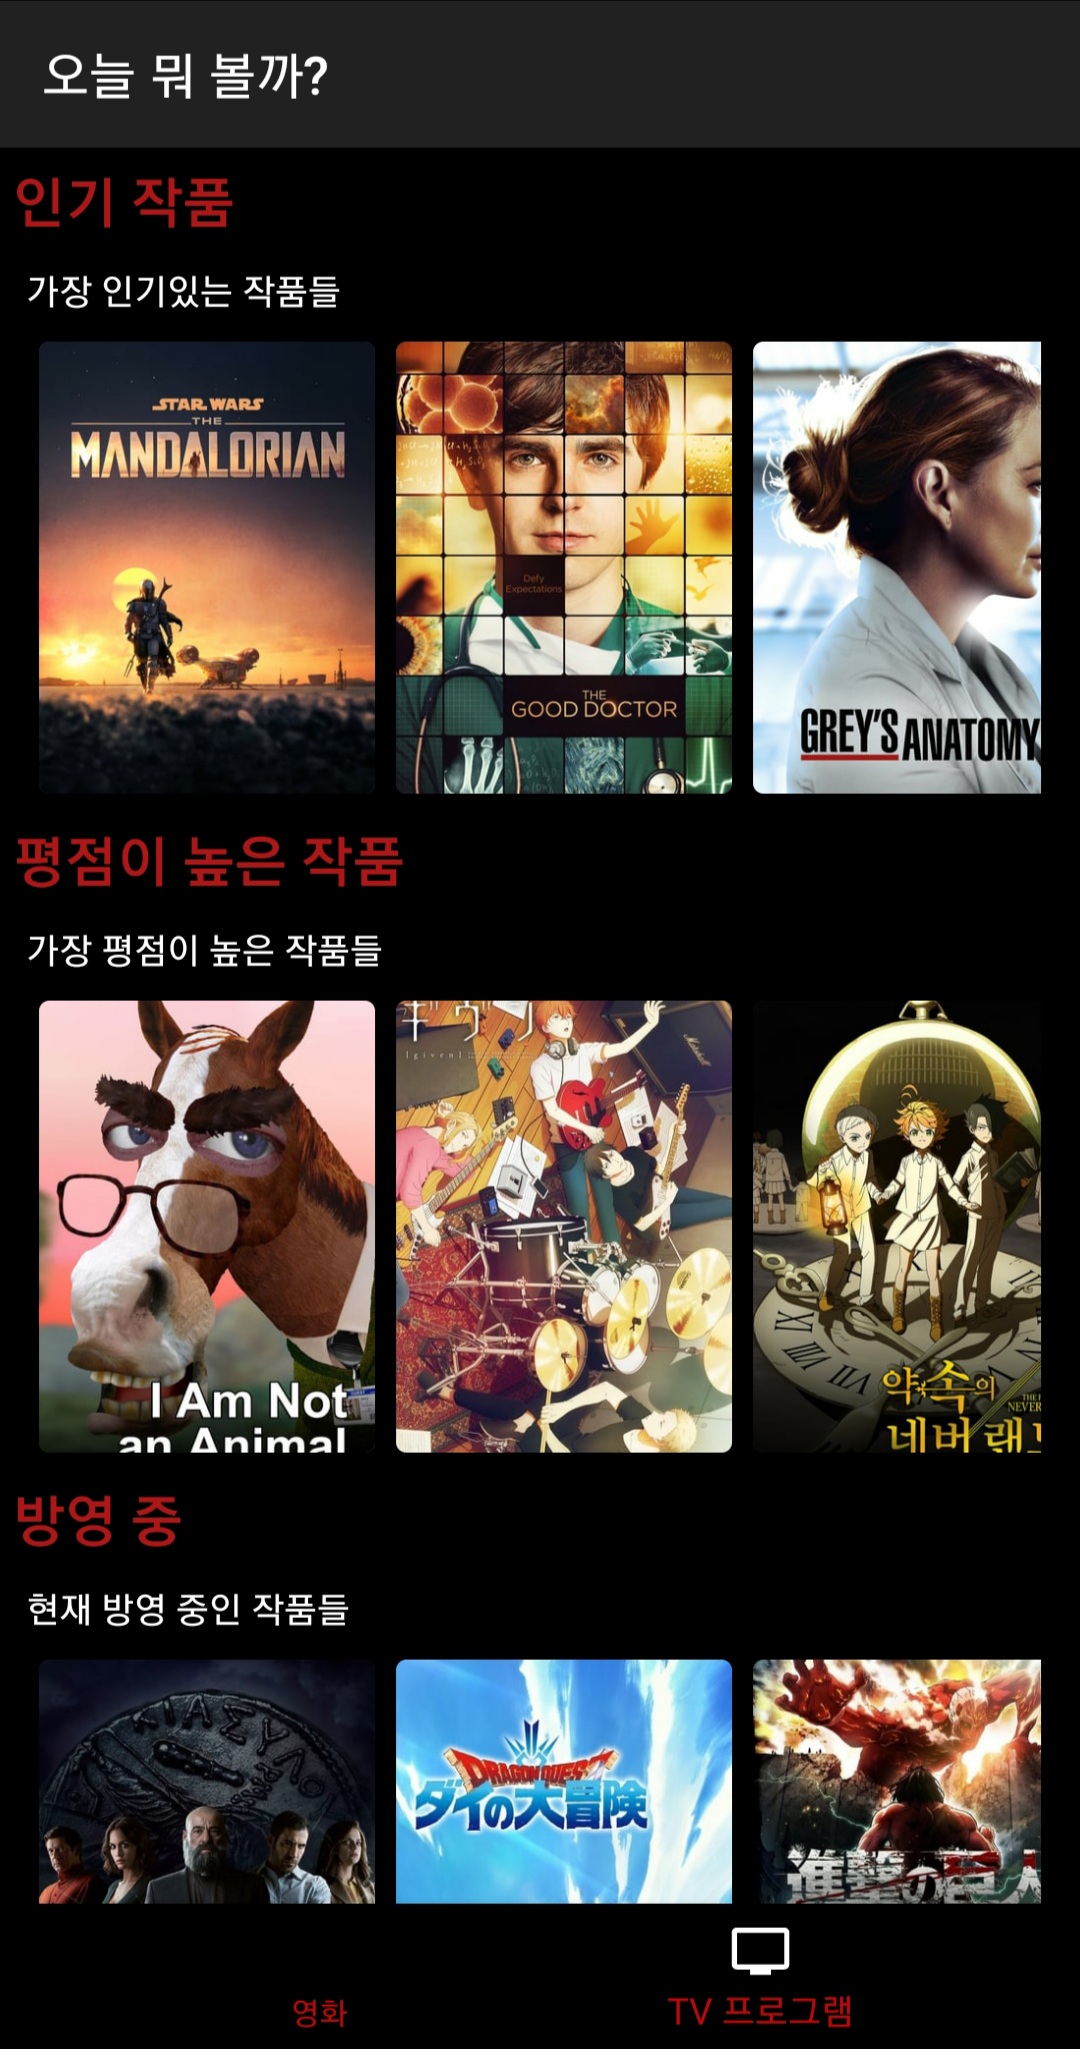 오늘 뭐 볼까?
인기 작품
가장 인기있는 작품들
STAR WARS
THE
MANDALORIAN
Defy
Expectations
THE
GOOD DOCTOR
GREY'S ANATOMY
평점이 높은 작품
가장 평점이 높은 작품들
I Am Not
an Animal
ギヴン
[given]
Marshall
약속의
네버랜
THE
NEVER
방영 중
현재 방영 중인 작품들
DRAGON QUEST
ダイの大冒険
進撃の巨人
영화
TV 프로그램